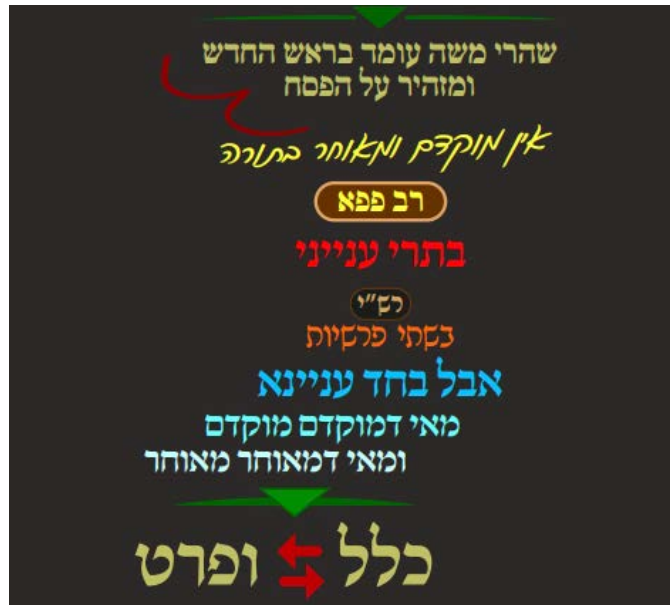 שהרי משה עומד בראש החדש
ומזהיר על הפסח
אין מוקדם ומאוחר בתורה
רב פפא
בתרי ענייני
רש"י
בשתי פרשיות
אבל בחד עניינא
מאי דמוקדם מוקדם
ומאי דמאוחר מאוחר
כלל ופרט